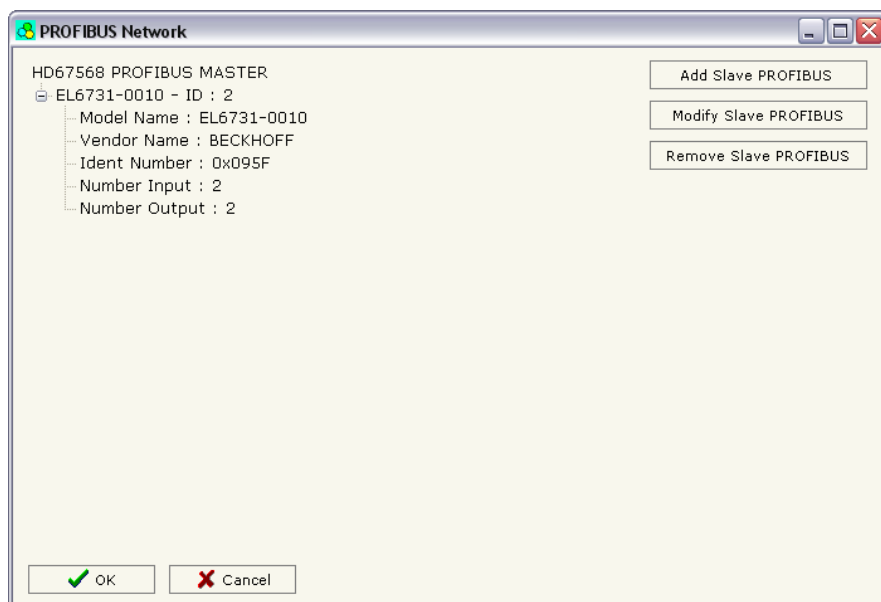 PROFIBUS Network
HD67568 PROFIBUS MASTER
EL6731-0010 - ID : 2
Model Name : EL6731-0010
Vendor Name : BECKHOFF
Ident Number : 0x095F
Number Input : 2
Number Output : 2
Add Slave PROFIBUS
Modify Slave PROFIBUS
Remove Slave PROFIBUS
OK
Cancel